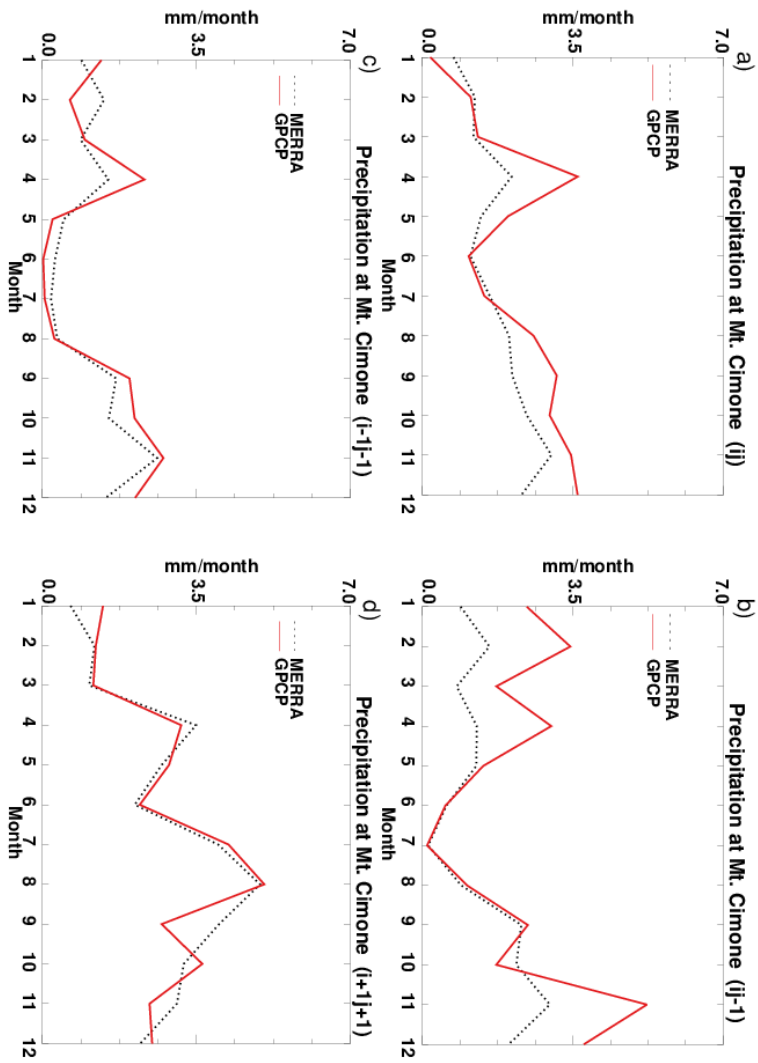 a)
Precipitation at Mt. Cimone (ij)
mm/month
7.0
3.5
0.0
MERRA
GPCP
1 2 3 4 5 6 7 8 9 10 11 12
Month
b)
Precipitation at Mt. Cimone (ij-1)
mm/month
7.0
3.5
0.0
MERRA
GPCP
1 2 3 4 5 6 7 8 9 10 11 12
c)
Precipitation at Mt. Cimone (i-1j-1)
mm/month
7.0
3.5
0.0
MERRA
GPCP
1 2 3 4 5 6 7 8 9 10 11 12
Month
d)
Precipitation at Mt. Cimone (i+1j+1)
mm/month
7.0
3.5
0.0
MERRA
GPCP
1 2 3 4 5 6 7 8 9 10 11 12
Month
Month